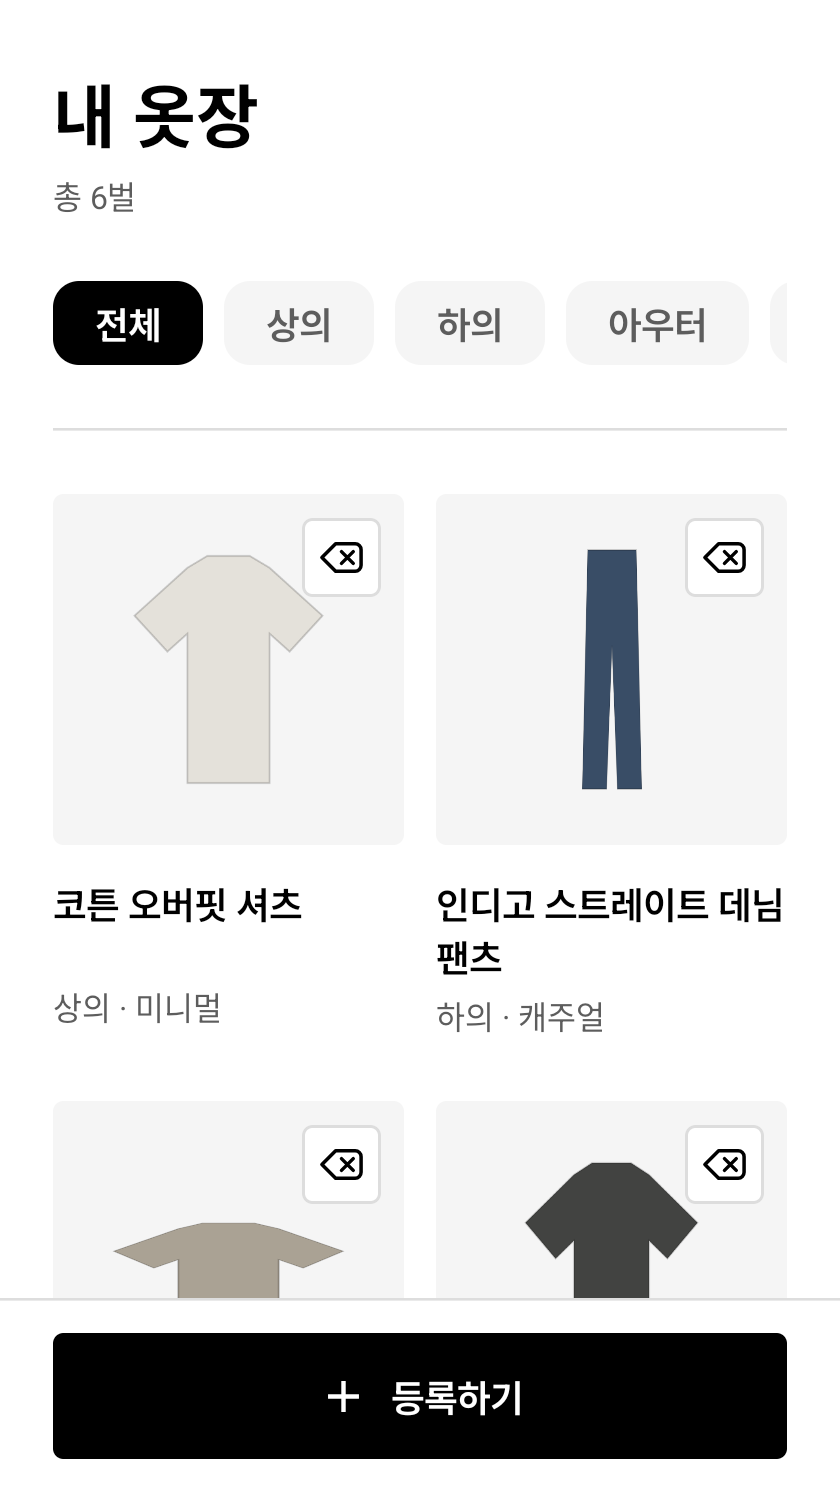 내 옷장
총 6벌
전체 상의 하의 아우터
코튼 오버핏 셔츠
상의 · 미니멀
인디고 스트레이트 데님
팬츠
하의 · 캐주얼
등록하기